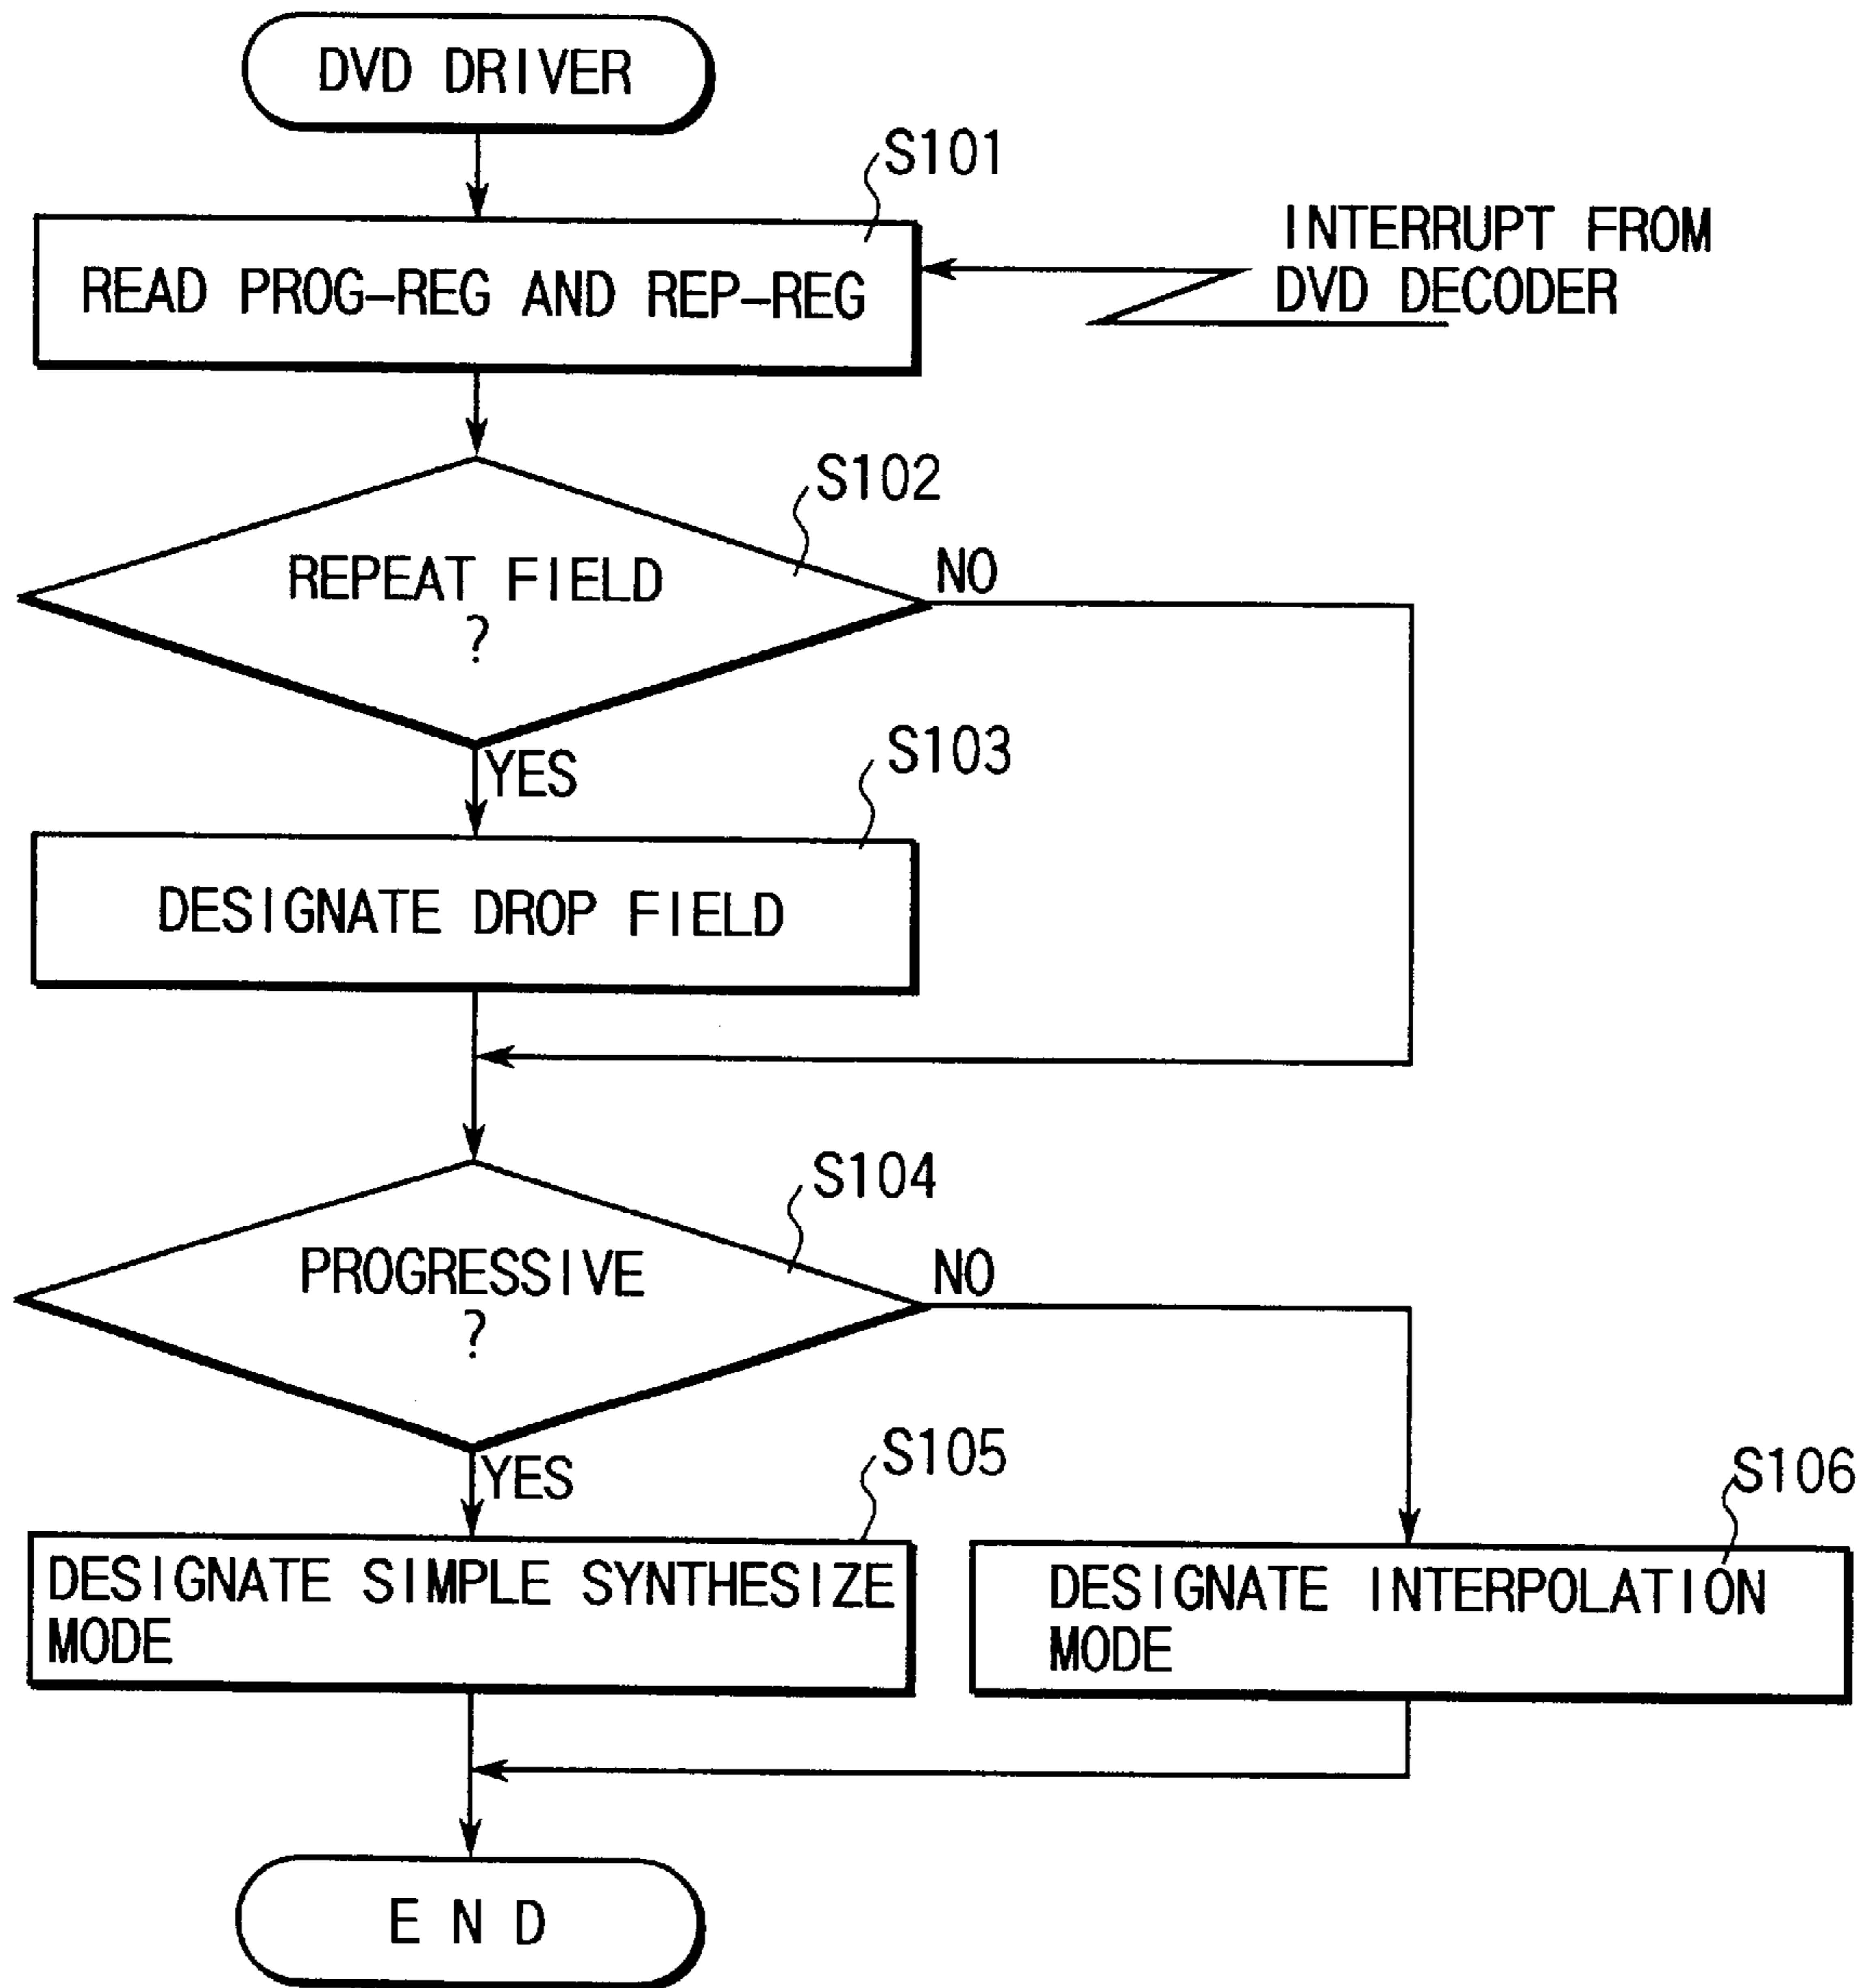 DVD DRIVER
S101
INTERRUPT FROM
DVD DECODER
READ PROG-REG AND REP-REG
S102
REPEAT FIELD
?
NO
YES
S103
DESIGNATE DROP FIELD
S104
PROGRESSIVE
?
NO
YES
S105
S106
DESIGNATE SIMPLE SYNTHESIZE
MODE
DESIGNATE INTERPOLATION
MODE
END